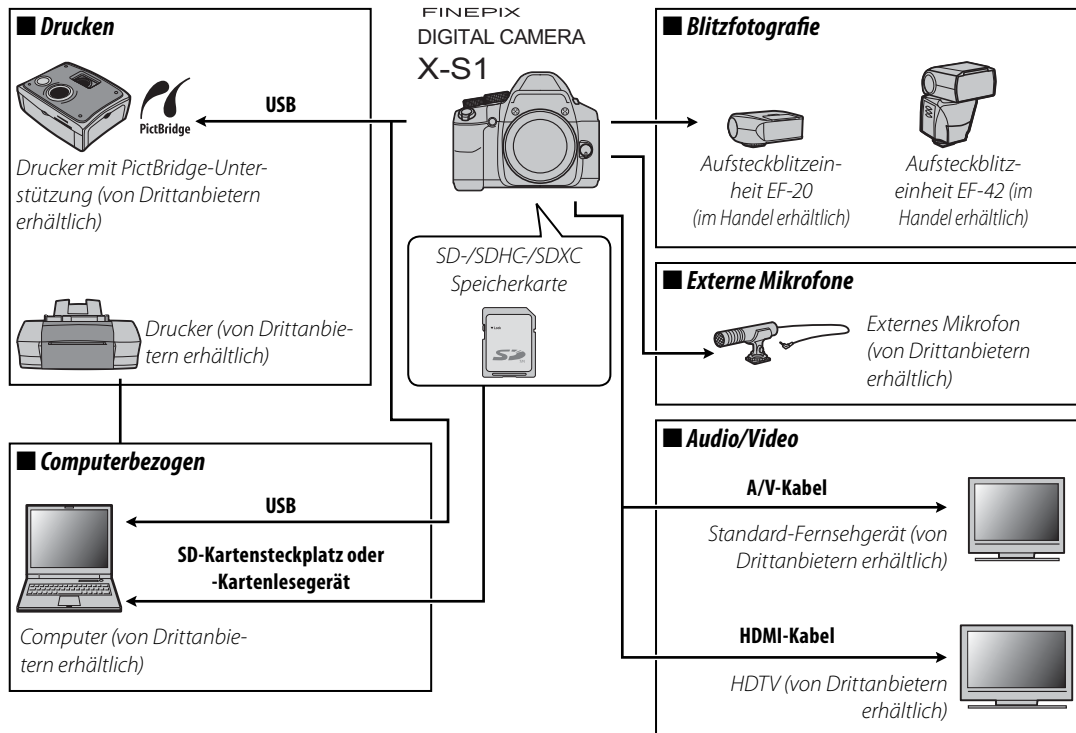 ■ Drucken
PictBridge
USB
Drucker mit PictBridge-Unter-
stützung (von Drittanbietern
erhältlich)
Drucker (von Drittanbie-
tern erhältlich)
FINEPIX
DIGITAL CAMERA
X-S1
SD-/SDHC-/SDXC
Speicherkarte
Lock
SD
■ Computerbezogen
USB
SD-Kartensteckplatz oder
-Kartenlesegerät
Computer (von Drittanbie-
tern erhältlich)
■ Blitzfotografie
Aufsteckblitzein-
heit EF-20
(im Handel erhältlich)
Aufsteckblitz-
einheit EF-42 (im
Handel erhältlich)
■ Externe Mikrofone
Externes Mikrofon
(von Drittanbietern
erhältlich)
■ Audio/Video
A/V-Kabel
Standard-Fernsehgerät (von
Drittanbietern erhältlich)
HDMI-Kabel
HDTV (von Drittanbietern
erhältlich)